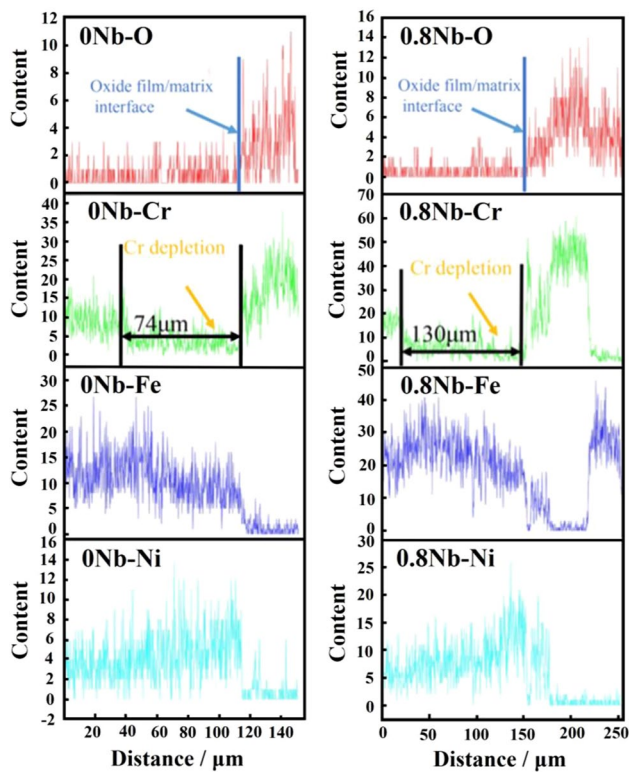 0Nb-O
12
10
8
6
4
2
0
Content
Oxide film/matrix
interface
0.8Nb-O
16
14
12
10
8
6
4
2
0
Content
Oxide film/matrix
interface
0Nb-Cr
40
35
30
25
20
15
10
5
0
Content
Cr depletion
74μm
0.8Nb-Cr
70
60
50
40
30
20
10
0
Content
Cr depletion
130μm
0Nb-Fe
30
25
20
15
10
5
0
Content
0.8Nb-Fe
50
40
30
20
10
0
Content
0Nb-Ni
16
14
12
10
8
6
4
2
0
-2
Content
0.8Nb-Ni
30
25
20
15
10
5
0
Content
20 40 60 80 100 120 140
Distance / μm
0 50 100 150 200 250
Distance / μm